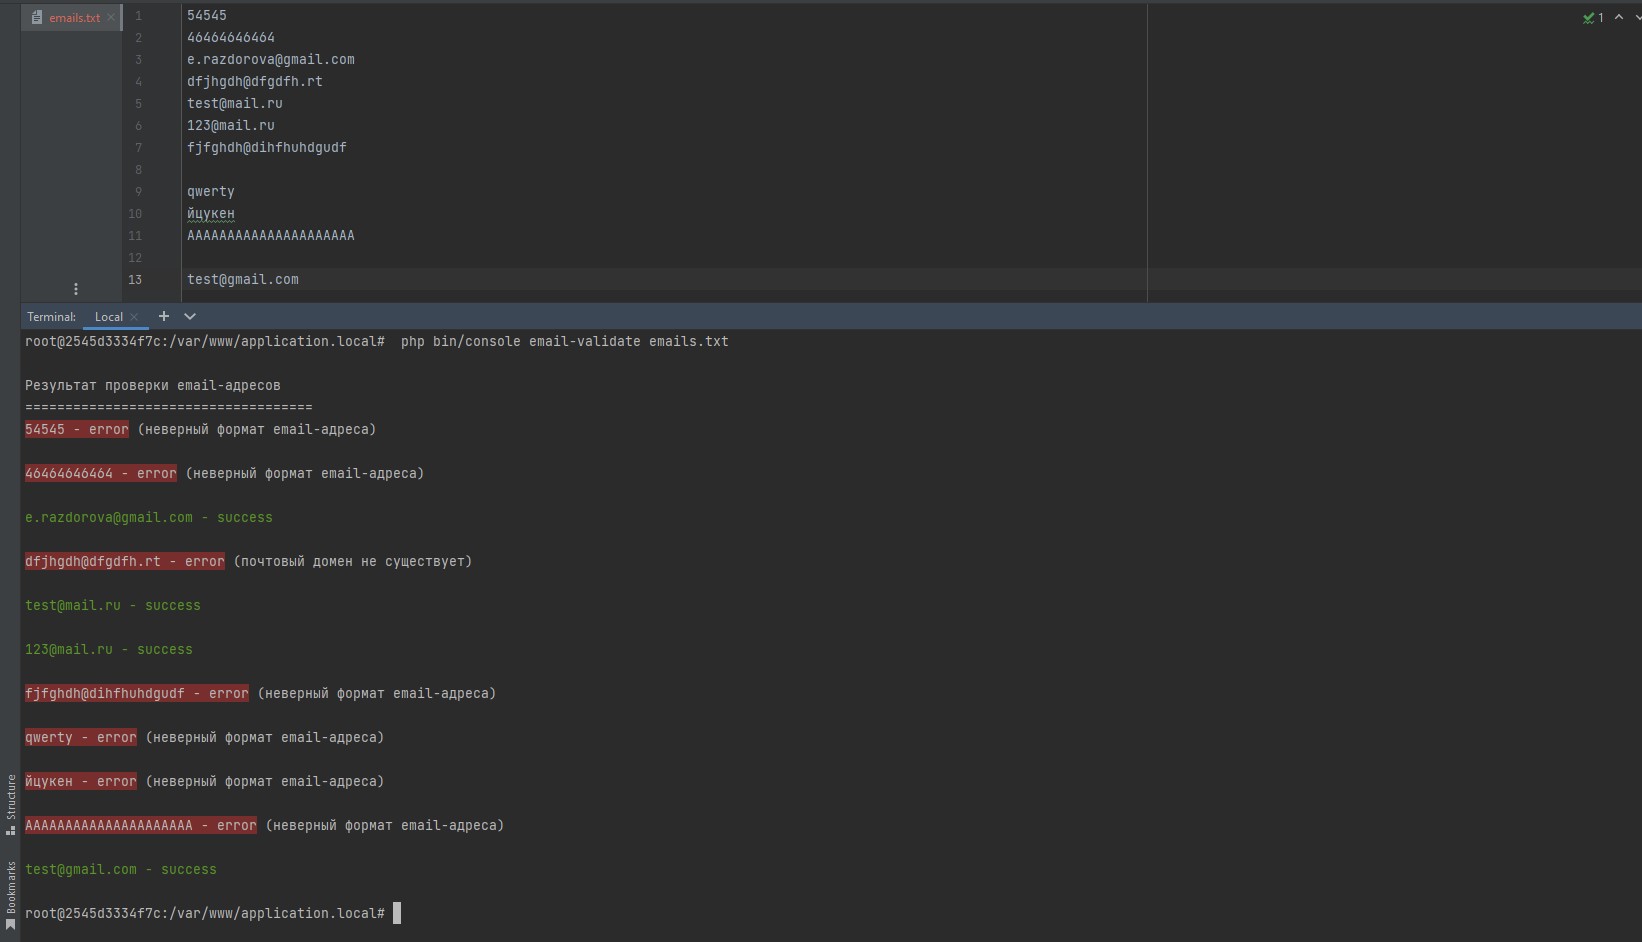 emails.txt
1 54545
2 46464646464
3 e.razdorova@gmail.com
4 dfjhgdh@dfgdfh.rt
5 test@mail.ru
6 123@mail.ru
7 fjfghdh@dihfhuhdgudf
8
9 qwerty
10 йцукен
11 AAAAAAAAAAAAAAAAAAAAA
12
13 test@gmail.com
1
Terminal: Local
root@2545d3334f7c:/var/www/application.local#  php bin/console email-validate emails.txt
Результат проверки email-адресов
====================================
54545 - error (неверный формат email-адреса)
46464646464 - error (неверный формат email-адреса)
e.razdorova@gmail.com - success
dfjhgdh@dfgdfh.rt - error (почтовый домен не существует)
test@mail.ru - success
123@mail.ru - success
fjfghdh@dihfhuhdgudf - error (неверный формат email-адреса)
qwerty - error (неверный формат email-адреса)
йцукен - error (неверный формат email-адреса)
AAAAAAAAAAAAAAAAAAAAA - error (неверный формат email-адреса)
test@gmail.com - success
root@2545d3334f7c:/var/www/application.local#
Structure
Bookmarks